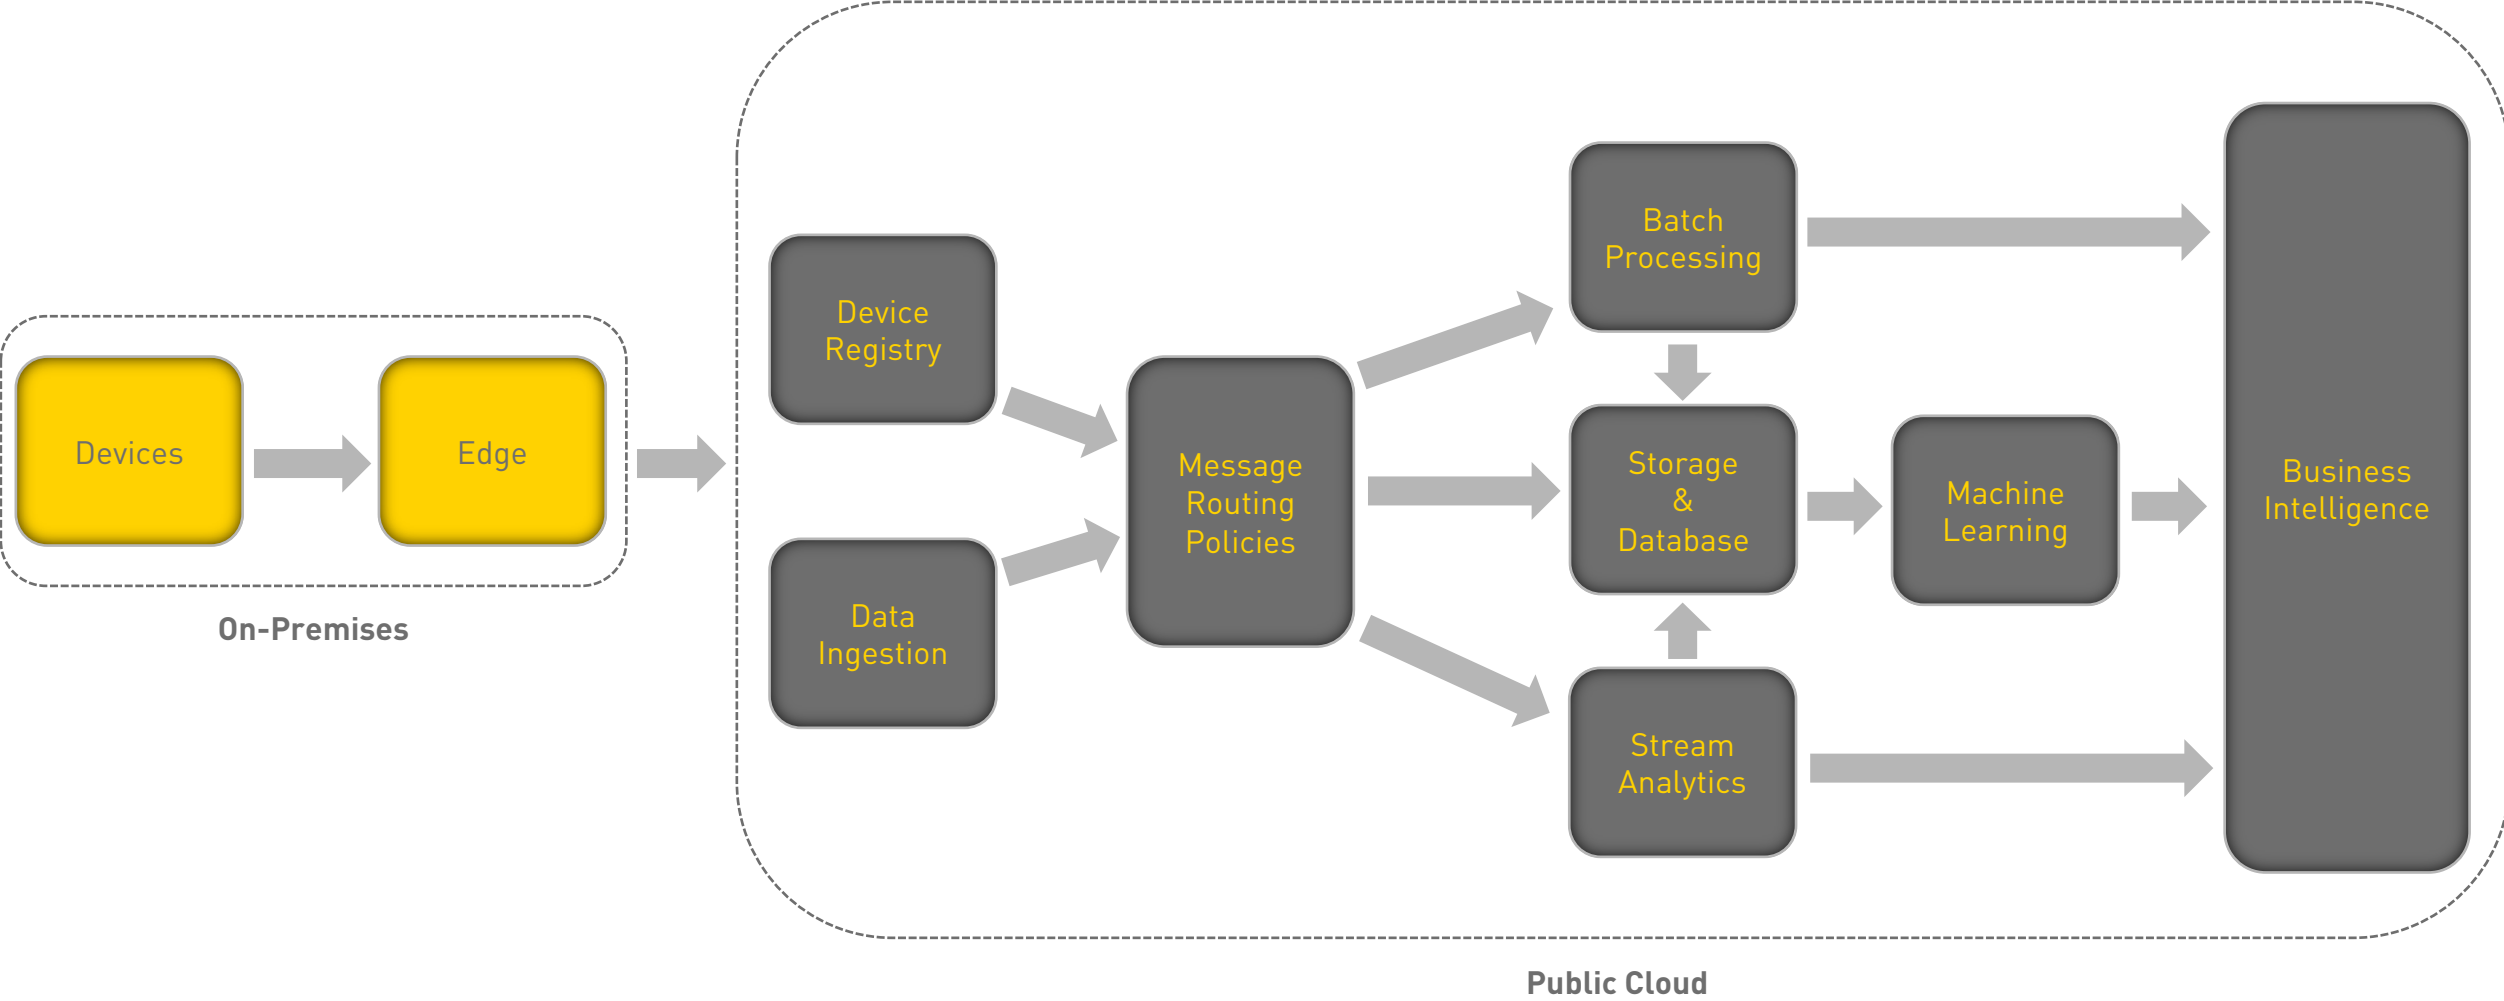 Devices
Edge
On-Premises
Device
Registry
Data
Ingestion
Message
Routing
Policies
Batch
Processing
Storage
&
Database
Stream
Analytics
Machine
Learning
Business
Intelligence
Public Cloud